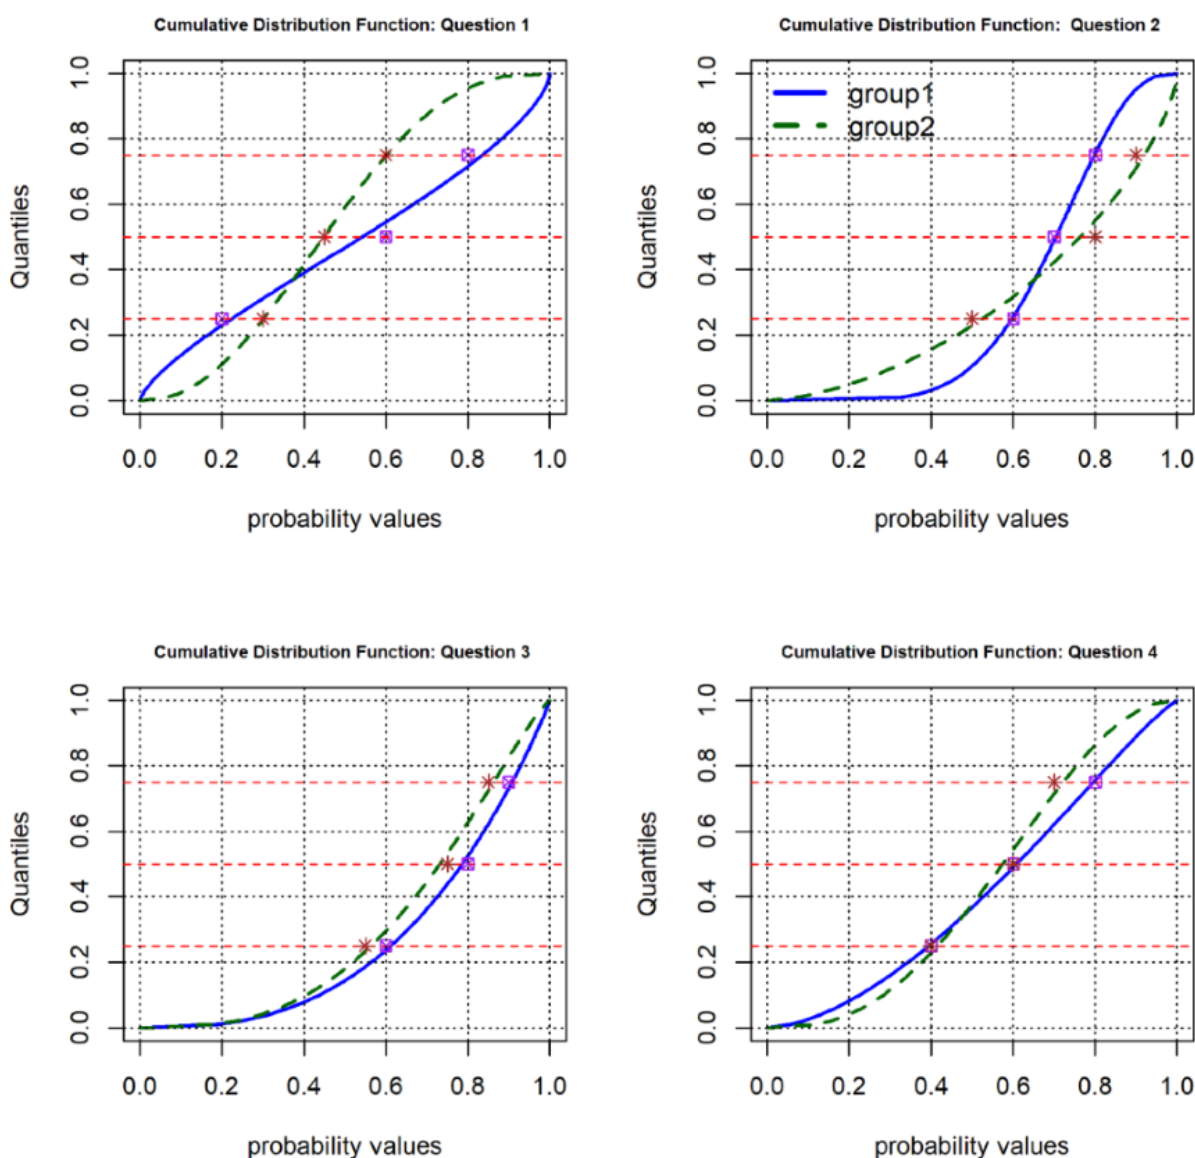 Cumulative Distribution Function: Question 1
Quantiles
0.0 0.2 0.4 0.6 0.8 1.0
0.0 0.2 0.4 0.6 0.8 1.0
probability values
Cumulative Distribution Function: Question 2
group1
group2
Quantiles
0.0 0.2 0.4 0.6 0.8 1.0
0.0 0.2 0.4 0.6 0.8 1.0
probability values
Cumulative Distribution Function: Question 3
Quantiles
0.0 0.2 0.4 0.6 0.8 1.0
0.0 0.2 0.4 0.6 0.8 1.0
probability values
Cumulative Distribution Function: Question 4
Quantiles
0.0 0.2 0.4 0.6 0.8 1.0
0.0 0.2 0.4 0.6 0.8 1.0
probability values